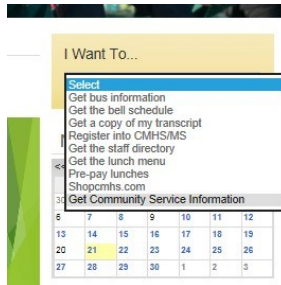 I Want To...
Select
Get bus information
Get the bell schedule
Get a copy of my transcript
Register into CMHS/MS
Get the staff directory
Get the lunch menu
Pre-pay lunches
Shopcmhs.com
Get Community Service Information
<<
30
6 7 8 9 10 11 12
13 14 15 16 17 18 19
20 21 22 23 24 25 26
27 28 29 30 1 2 3